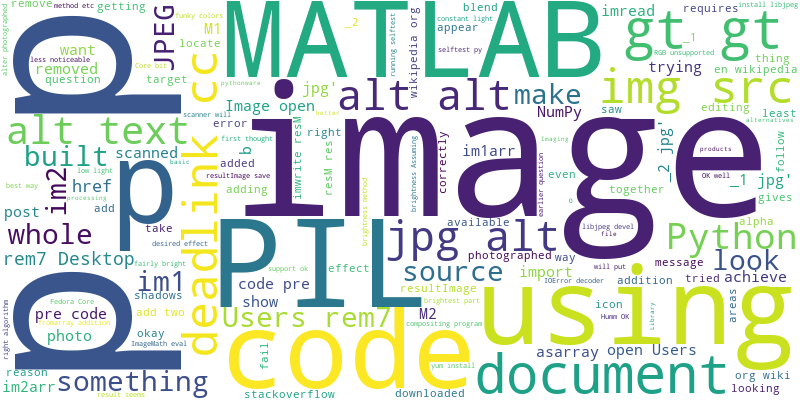 image
MATLAB
PIL
code
using
p
p
p
gt gt
alt alt
img src
jpg alt
document
source
Python
alt text
deadlink
cc
built
whole
something
look
make
im1
im2
Users rem7
rem7 Desktop
JPEG
scanned
href
post
pre code
photo
want
removed
question
remove
method etc
getting
_2
funky colors
M1
locate
target
running selftest
less noticeable
alter photographed
Core bit
pythonware
scanner will
Image open
jpg'
error
wikipedia org
blend
constant light
appear
selftest py
imread
requires
install libjpeg
_1
RGB unsupported
thing
en wikipedia
trying
saw
editing
least
NumPy
even
_2 jpg'
alternatives
im1arr
correctly
brightness Assuming
earlier question
Imaging
products
OK well
_1 jpg'
follow
together
gives
alpha
first thought
right
b
added
resultImage save
adding
imwrite resM
resM res
better
brightness method
low light
basic
best way
processing
add
take
desired effect
fairly bright
shadows
add two
effect
show
code pre
support ok
ImageMath eval
okay
Fedora Core
right algorithm
reason
im2arr
result seems
fail
stackoverflow
downloaded
available
photographed
way
libjpeg devel
file
will put
message
tried
achieve
import
addition
areas
IOError decoder
resultImage
M2
brightest part
compositing program
yum install
icon
Humm OK
Library
asarray
open Users
org wiki
looking
o